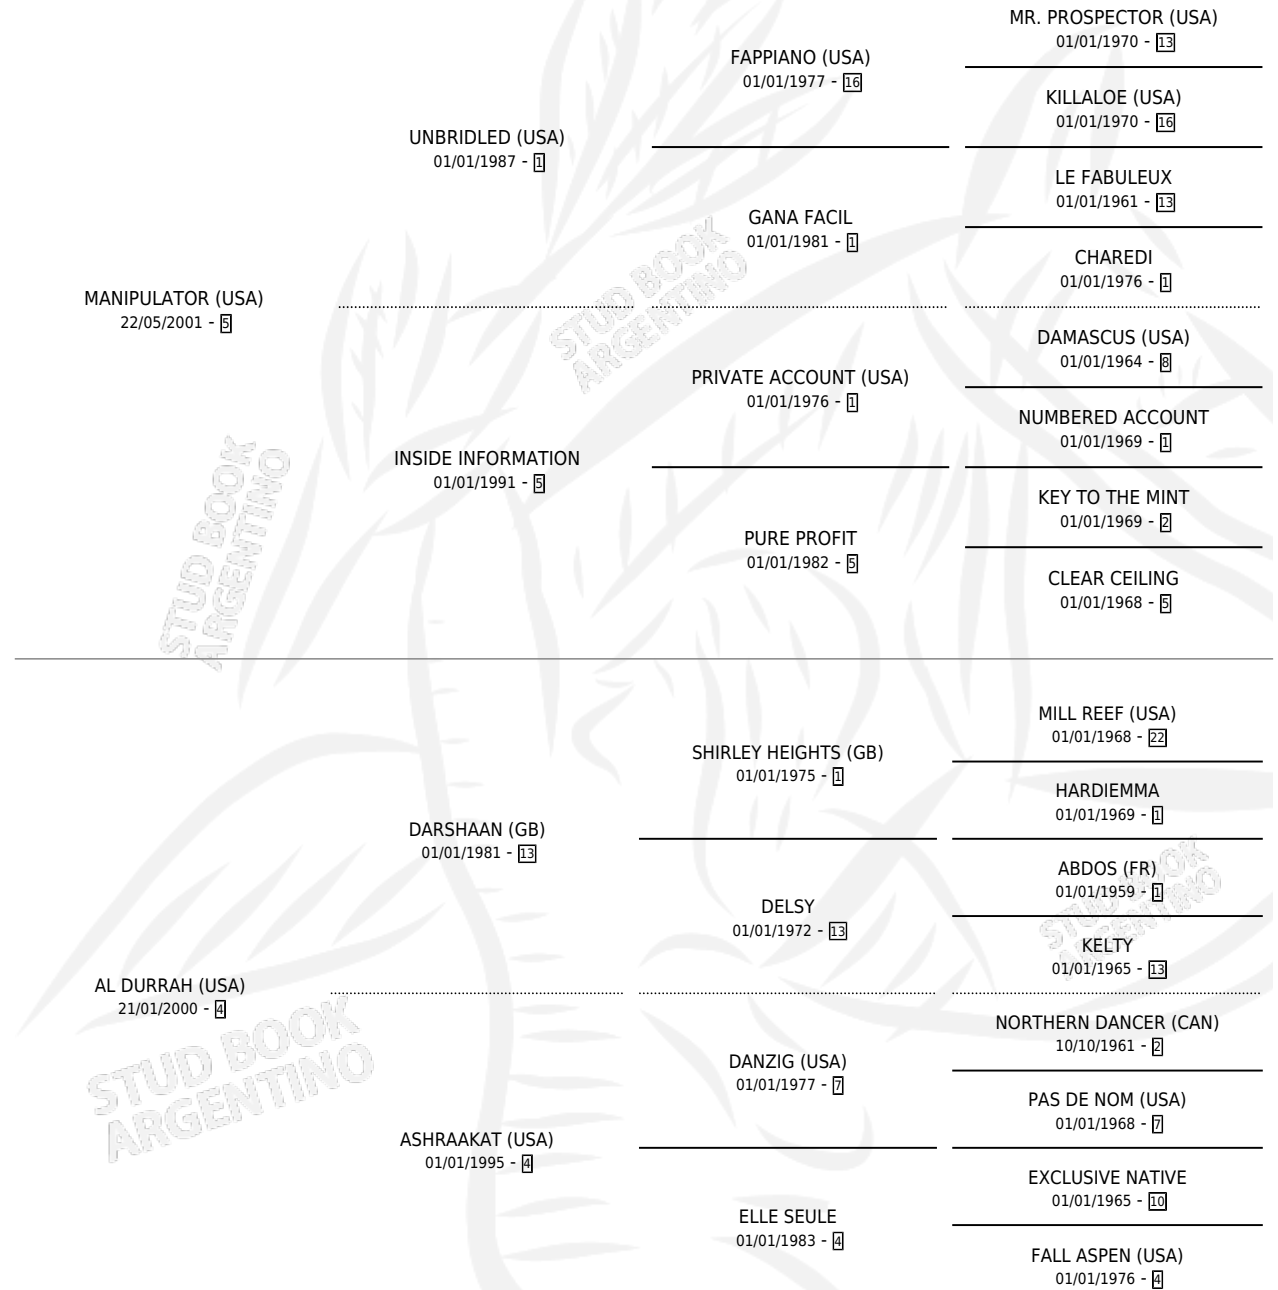 MR. PROSPECTOR (USA)
01/01/1970 - 13
FAPPIANO (USA)
01/01/1977 - 16
KILLALOE (USA)
01/01/1970 - 16
UNBRIDLED (USA)
01/01/1987 - 1
LE FABULEUX
01/01/1961 - 13
GANA FACIL
01/01/1981 - 1
CHAREDI
01/01/1976 - 1
MANIPULATOR (USA)
22/05/2001 - 5
DAMASCUS (USA)
01/01/1964 - 8
PRIVATE ACCOUNT (USA)
01/01/1976 - 1
NUMBERED ACCOUNT
01/01/1969 - 1
INSIDE INFORMATION
01/01/1991 - 5
KEY TO THE MINT
01/01/1969 - 2
PURE PROFIT
01/01/1982 - 5
CLEAR CEILING
01/01/1968 - 5
MILL REEF (USA)
01/01/1968 - 22
SHIRLEY HEIGHTS (GB)
01/01/1975 - 1
HARDIEMMA
01/01/1969 - 1
DARSHAAN (GB)
01/01/1981 - 13
ABDOS (FR)
01/01/1959 - 1
DELSY
01/01/1972 - 13
KELTY
01/01/1965 - 13
AL DURRAH (USA)
21/01/2000 - 4
NORTHERN DANCER (CAN)
10/10/1961 - 2
DANZIG (USA)
01/01/1977 - 7
PAS DE NOM (USA)
01/01/1968 - 7
ASHRAAKAT (USA)
01/01/1995 - 4
EXCLUSIVE NATIVE
01/01/1965 - 10
ELLE SEULE
01/01/1983 - 4
FALL ASPEN (USA)
01/01/1976 - 4
STUD BOOK
ARGENTINO
STUD BOOK
ARGENTINO
STUD BOOK
ARGENTINO
STUD BOOK
ARGENTINO